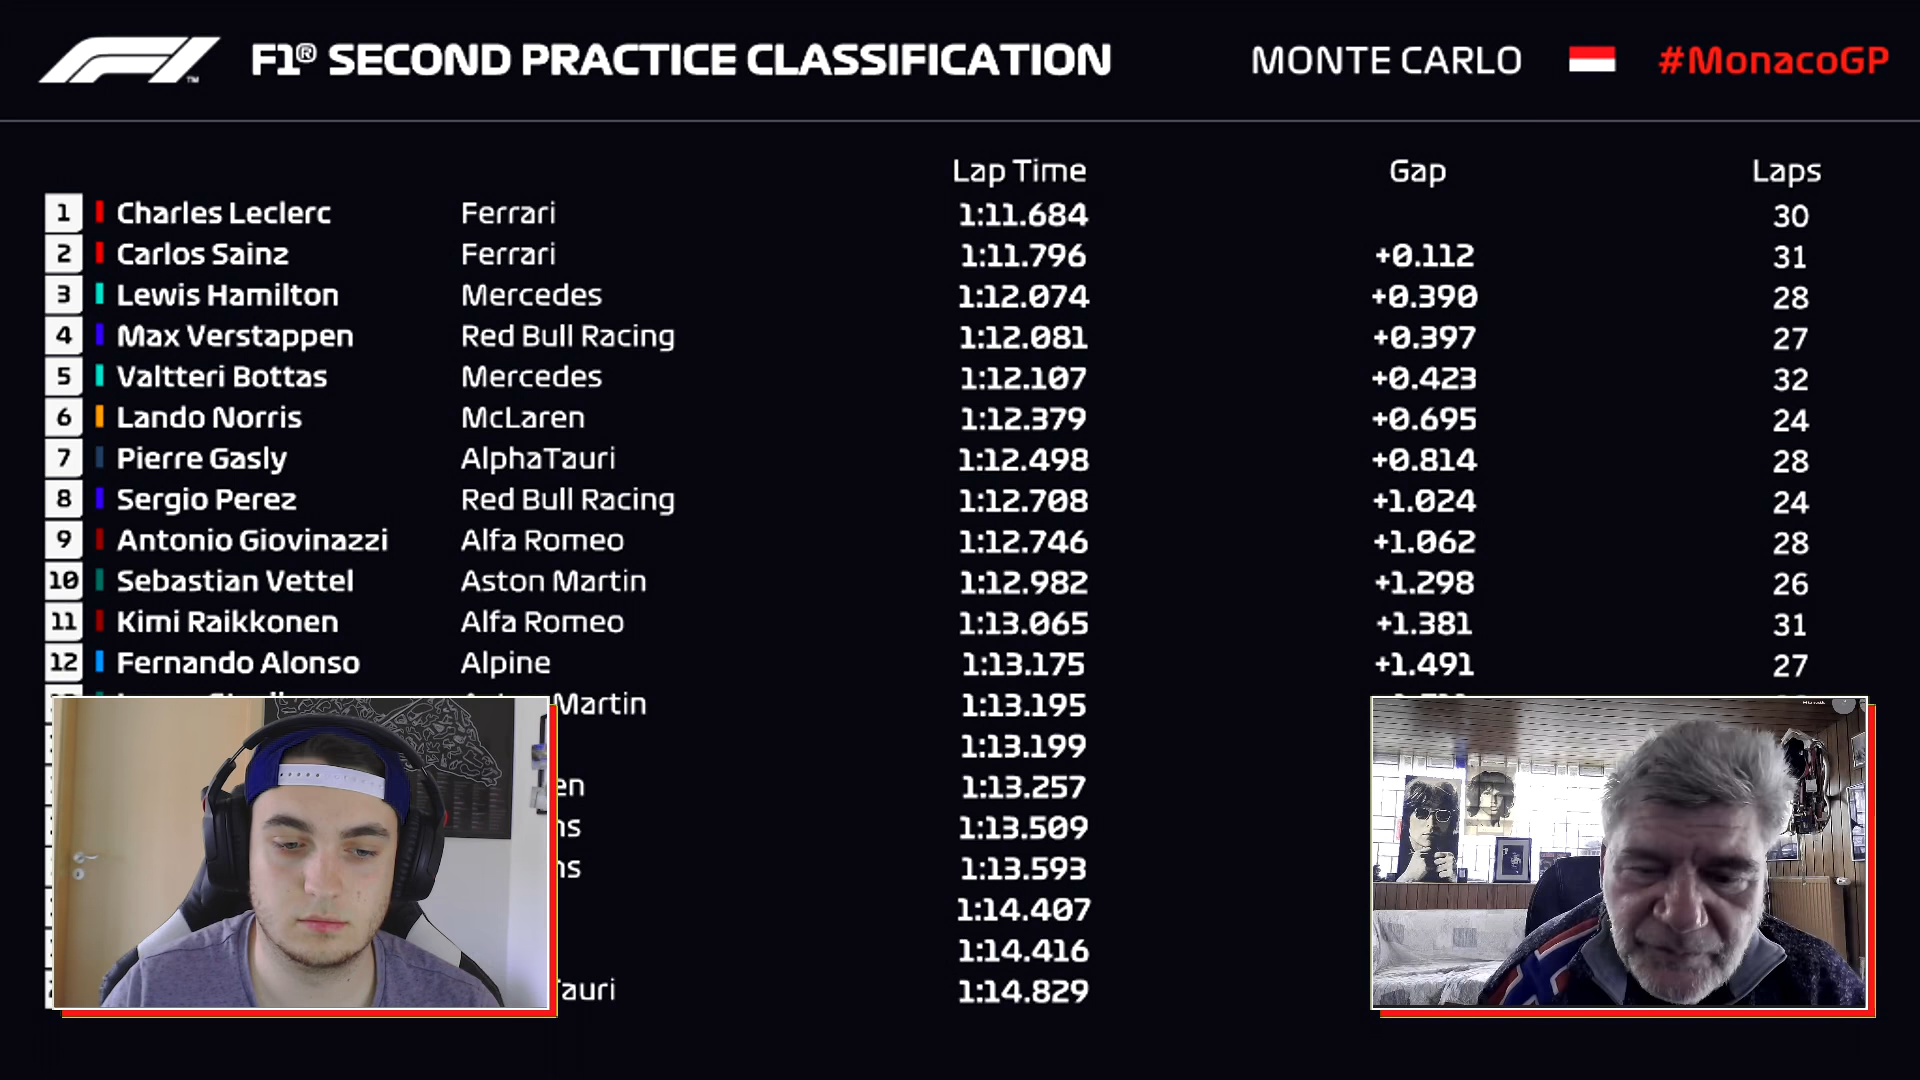 F1 ™ F1® SECOND PRACTICE CLASSIFICATION MONTE CARLO #MonacoGP
Lap Time Gap Laps
1 Charles Leclerc Ferrari 1:11.684 30
2 Carlos Sainz Ferrari 1:11.796 +0.112 31
3 Lewis Hamilton Mercedes 1:12.074 +0.390 28
4 Max Verstappen Red Bull Racing 1:12.081 +0.397 27
5 Valtteri Bottas Mercedes 1:12.107 +0.423 32
6 Lando Norris McLaren 1:12.379 +0.695 24
7 Pierre Gasly AlphaTauri 1:12.498 +0.814 28
8 Sergio Perez Red Bull Racing 1:12.708 +1.024 24
9 Antonio Giovinazzi Alfa Romeo 1:12.746 +1.062 28
10 Sebastian Vettel Aston Martin 1:12.982 +1.298 26
11 Kimi Raikkonen Alfa Romeo 1:13.065 +1.381 31
12 Fernando Alonso Alpine 1:13.175 +1.491 27
Martin 1:13.195
1:13.199
en 1:13.257
ns 1:13.509
ns 1:13.593
1:14.407
1:14.416
Tauri 1:14.829